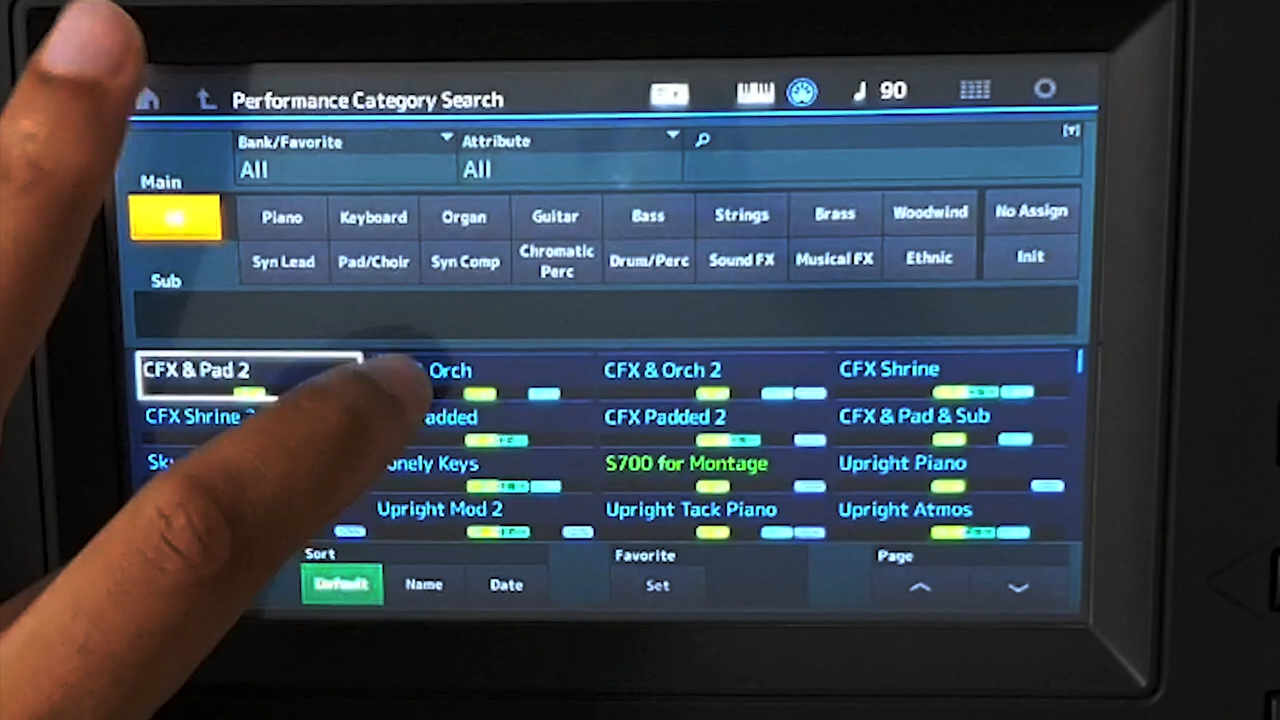 Performance Category Search 90
Bank/Favorite Attribute
All All
Main
Piano Keyboard Organ Guitar Bass Strings Brass Woodwind No Assign
Syn Lead Pad/Choir Syn Comp Chromatic Perc Drum/Perc Sound FX Musical FX Ethnic Init
Sub
CFX & Pad 2 Orch CFX & Orch 2 CFX Shrine
CFX Shrine CFX Padded 2 CFX & Pad & Sub
Keys S700 for Montage Upright Piano
Upright Mod 2 Upright Tack Piano Upright Atmos
Sort Favorite Page
Default Name Date Set